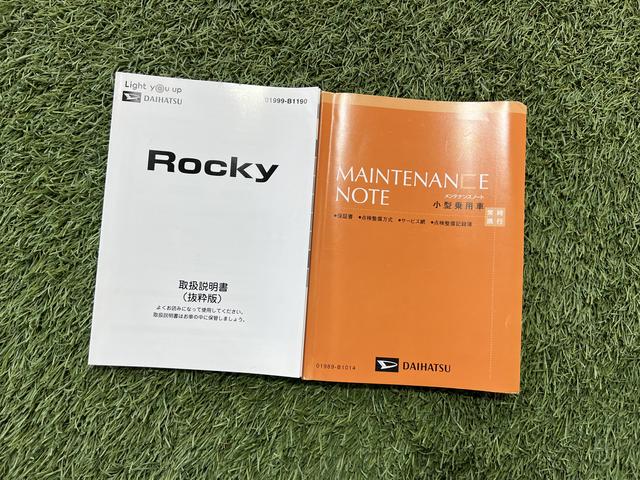 Light y@u up
DAIHATSU
01999-B1190
Rocky
取扱説明書
(抜粋版)
よくお読みになって使用してください。
取扱説明書はお車の中に保管しましょう。
MAINTENANCE
NOTE
メンテナンスノート
小型乗用車
常時
携行
●保証書 ●点検整備方式 ●サービス網 ●点検整備記録簿
01989-B1014
DAIHATSU